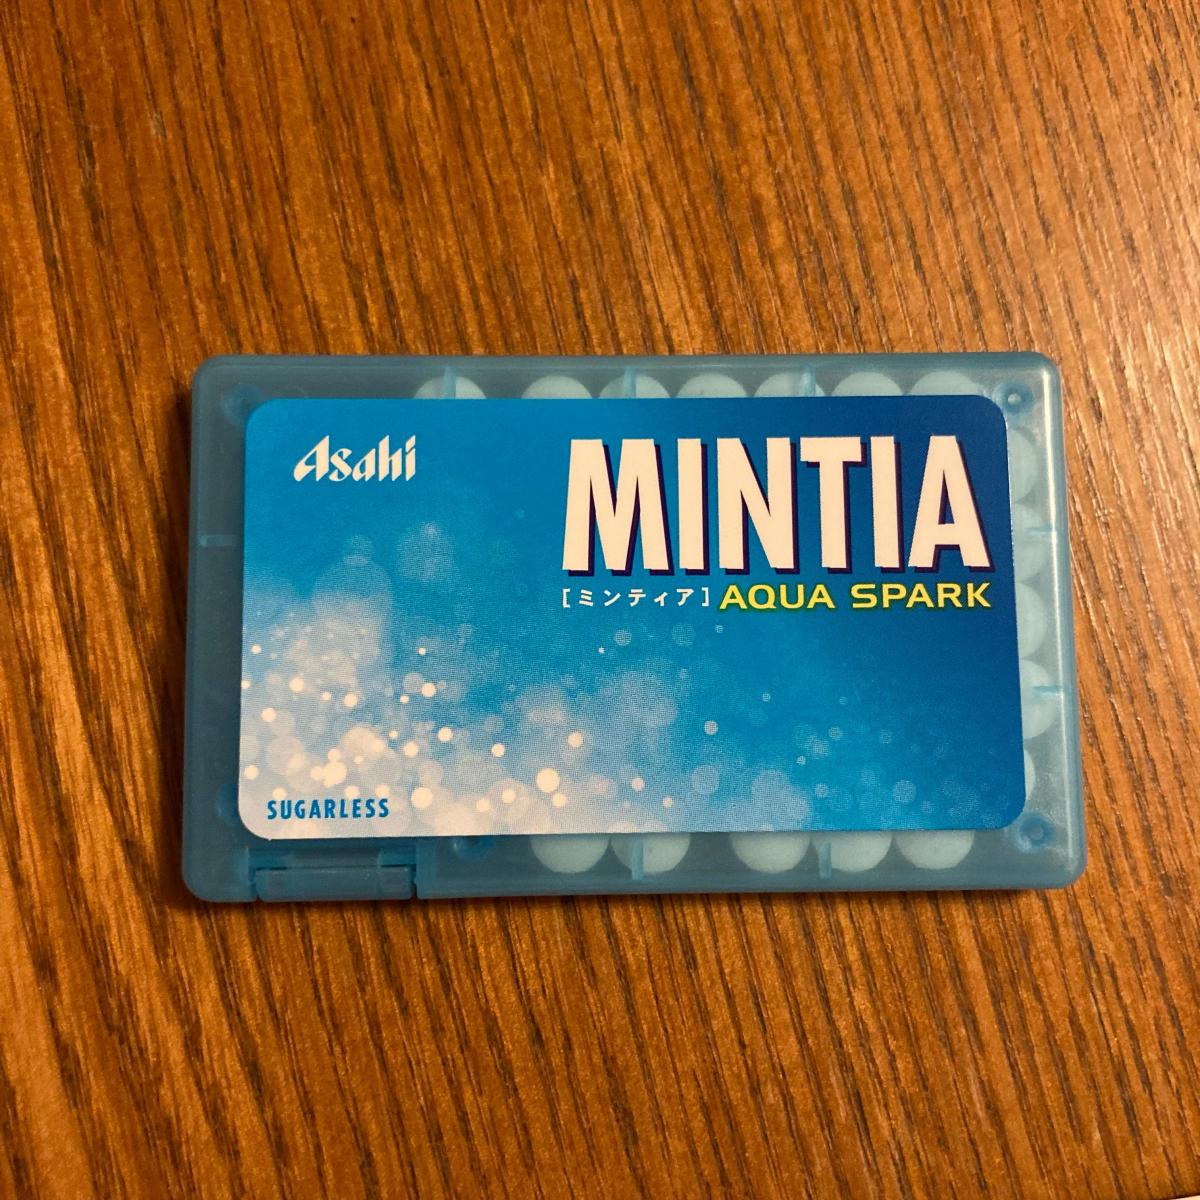 Asahi
MINTIA
[ミンティア] AQUA SPARK
SUGARLESS